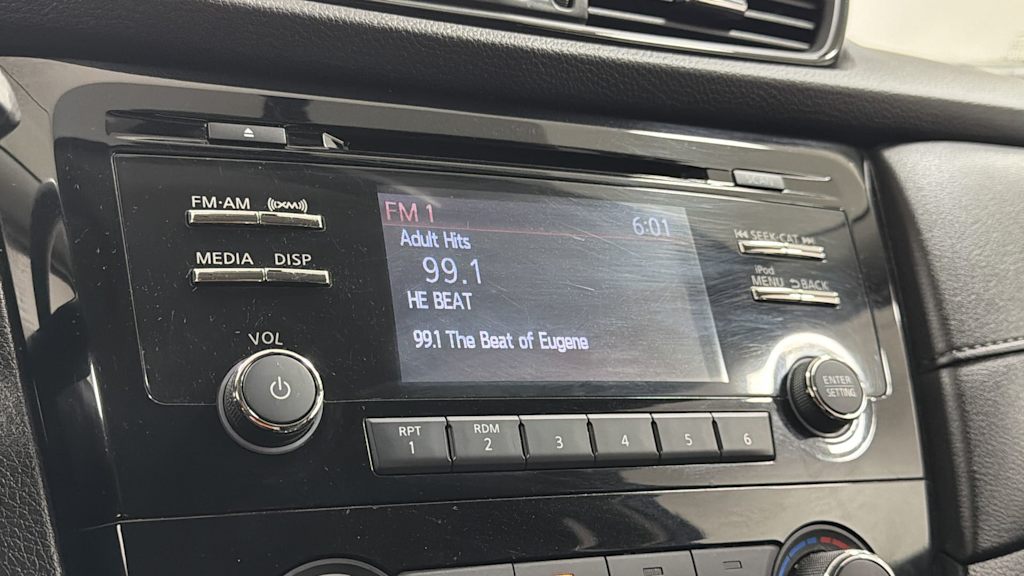 FM·AM ((XM))
MEDIA DISP
VOL
FM 1 6:01
Adult Hits
99.1
HE BEAT
99.1 The Beat of Eugene
SEEK·CAT
iPod
MENU BACK
ENTER
SETTING
RPT
1
RDM
2
3
4
5
6